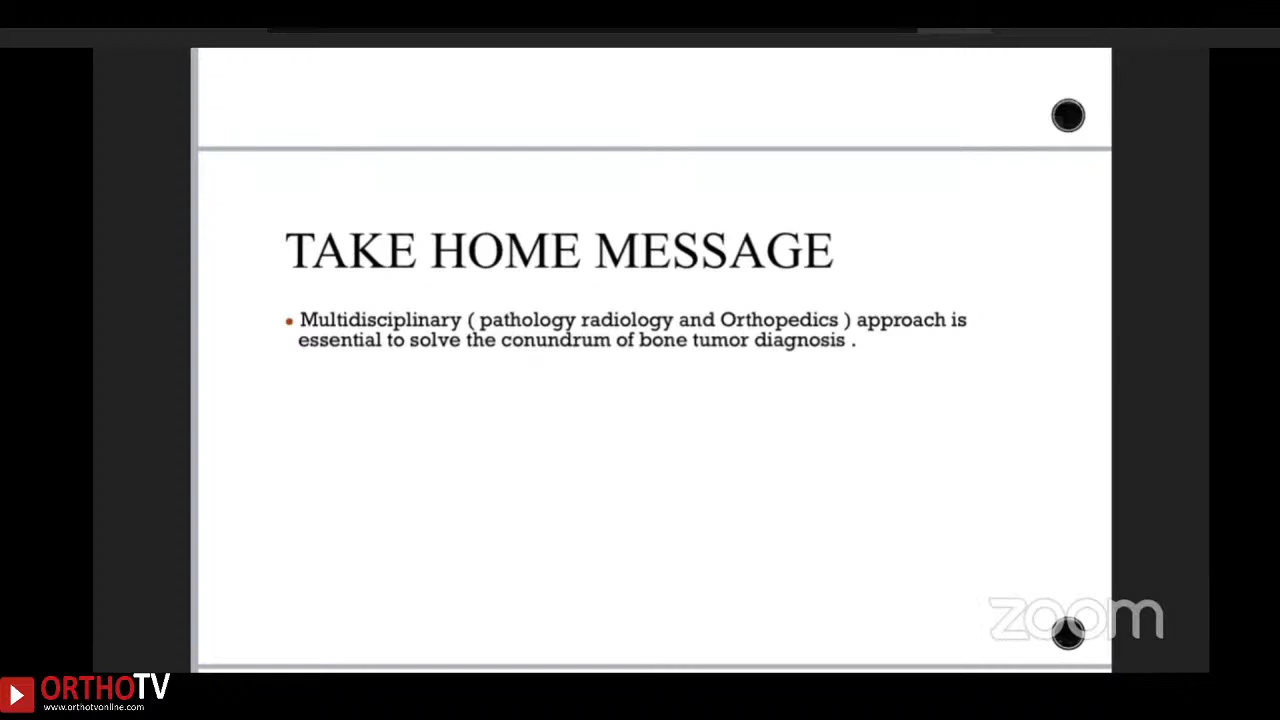 TAKE HOME MESSAGE
• Multidisciplinary ( pathology radiology and Orthopedics ) approach is
essential to solve the conundrum of bone tumor diagnosis .
zoom
ORTHOTV
www.orthotvonline.com